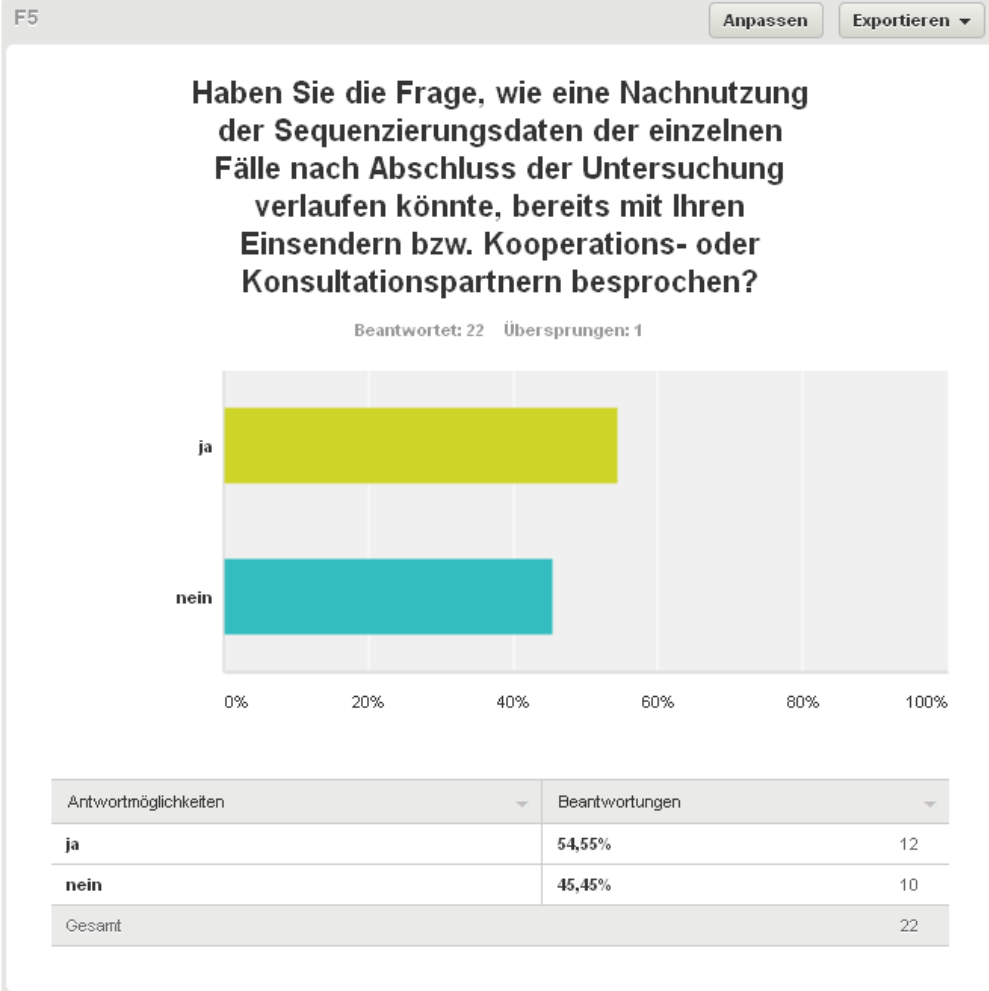 F5
Anpassen
Exportieren
Haben Sie die Frage, wie eine Nachnutzung
der Sequenzierungsdaten der einzelnen
Fälle nach Abschluss der Untersuchung
verlaufen könnte, bereits mit Ihren
Einsendern bzw. Kooperations- oder
Konsultationspartnern besprochen?
Beantwortet: 22 Übersprungen: 1
ja
nein
0% 20% 40% 60% 80% 100%
Antwortmöglichkeiten Beantwortungen
ja 54,55% 12
nein 45,45% 10
Gesamt 22